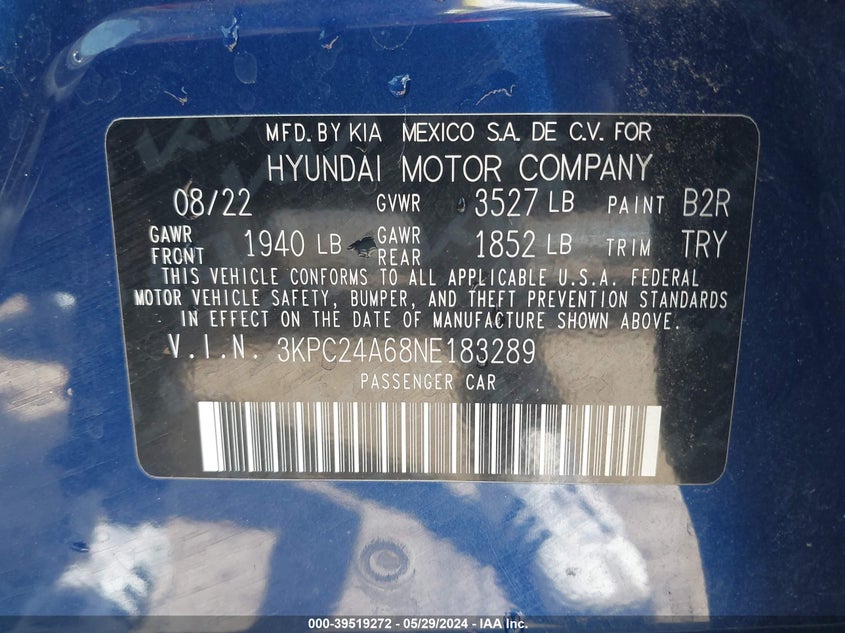 MFD. BY KIA MEXICO S.A. DE C.V. FOR
HYUNDAI MOTOR COMPANY
08/22 GVWR 3527 LB PAINT B2R
GAWR FRONT 1940 LB GAWR REAR 1852 LB TRIM TRY
THIS VEHICLE CONFORMS TO ALL APPLICABLE U.S.A. FEDERAL
MOTOR VEHICLE SAFETY, BUMPER, AND THEFT PREVENTION STANDARDS
IN EFFECT ON THE DATE OF MANUFACTURE SHOWN ABOVE.
V.I.N. 3KPC24A68NE183289
PASSENGER CAR
000-39519272 - 05/29/2024 - IAA Inc.